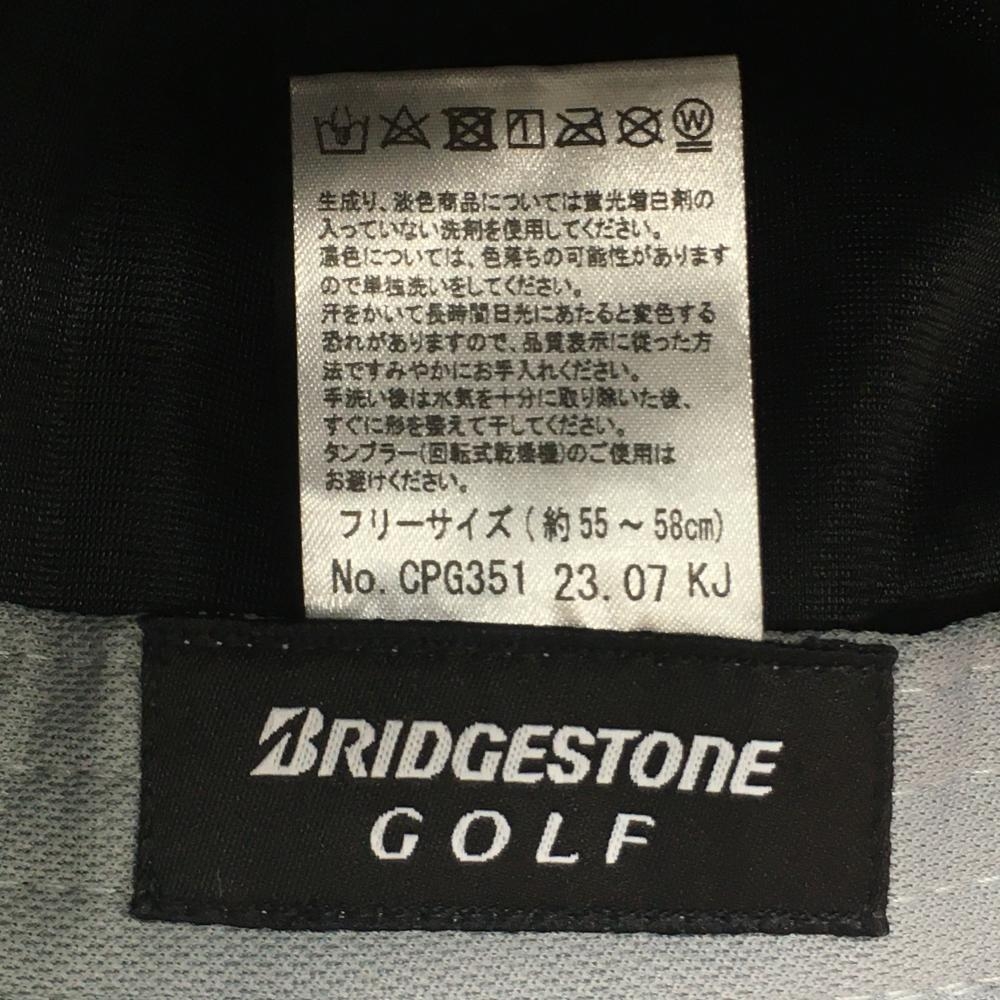 W
生成り、淡色商品については蛍光増白剤の
入っていない洗剤を使用してください。
濃色については、色落ちの可能性があります
ので単独洗いをしてください。
汗をかいて長時間日光にあたると変色する
恐れがありますので、品質表示に従った方
法ですみやかにお手入れください。
手洗い後は水気を十分に取り除いた後、
すぐに形を整えて干してください。
タンブラー(回転式乾燥機)のご使用は
お避けください。
フリーサイズ(約55～58cm)
No. CPG351 23.07 KJ
BRIDGESTONE
GOLF